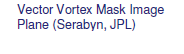 Vector Vortex Mask Image
Plane (Serabyn, JPL)